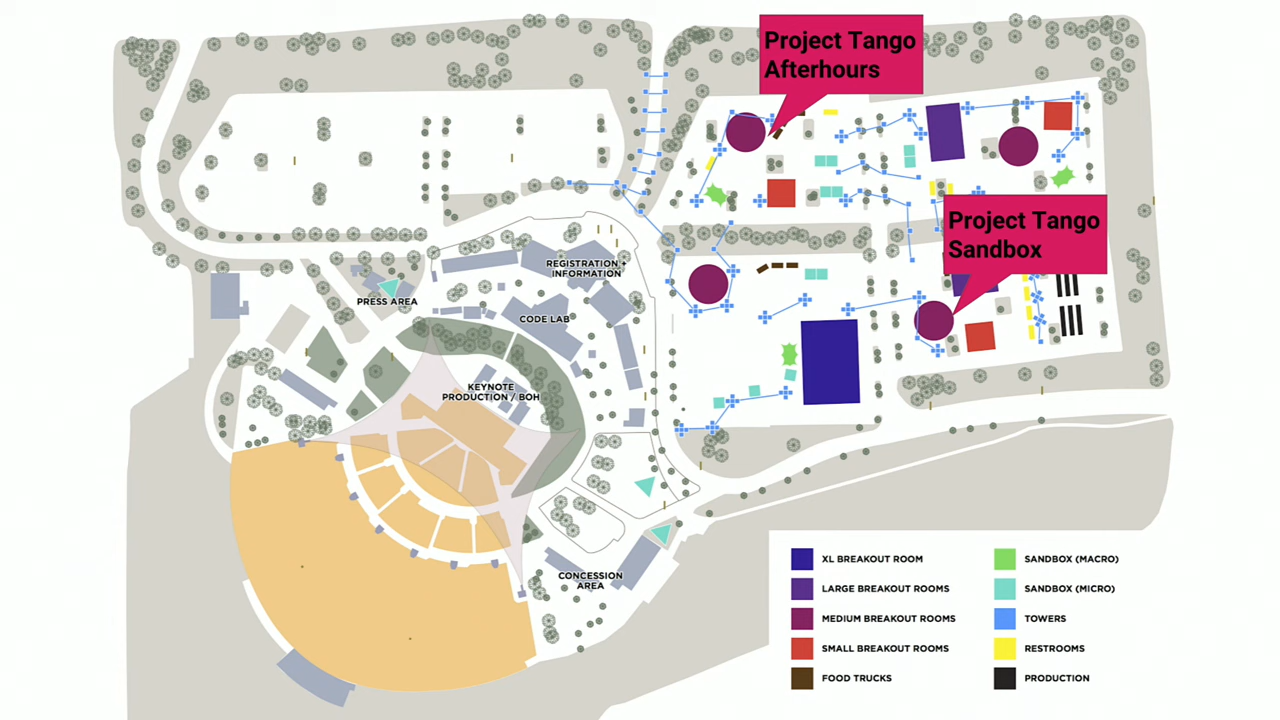 Project Tango
Afterhours
Project Tango
Sandbox
REGISTRATION +
INFORMATION
PRESS AREA
CODE LAB
KEYNOTE
PRODUCTION / BOH
CONCESSION
AREA
XL BREAKOUT ROOM
LARGE BREAKOUT ROOMS
MEDIUM BREAKOUT ROOMS
SMALL BREAKOUT ROOMS
FOOD TRUCKS
SANDBOX (MACRO)
SANDBOX (MICRO)
TOWERS
RESTROOMS
PRODUCTION